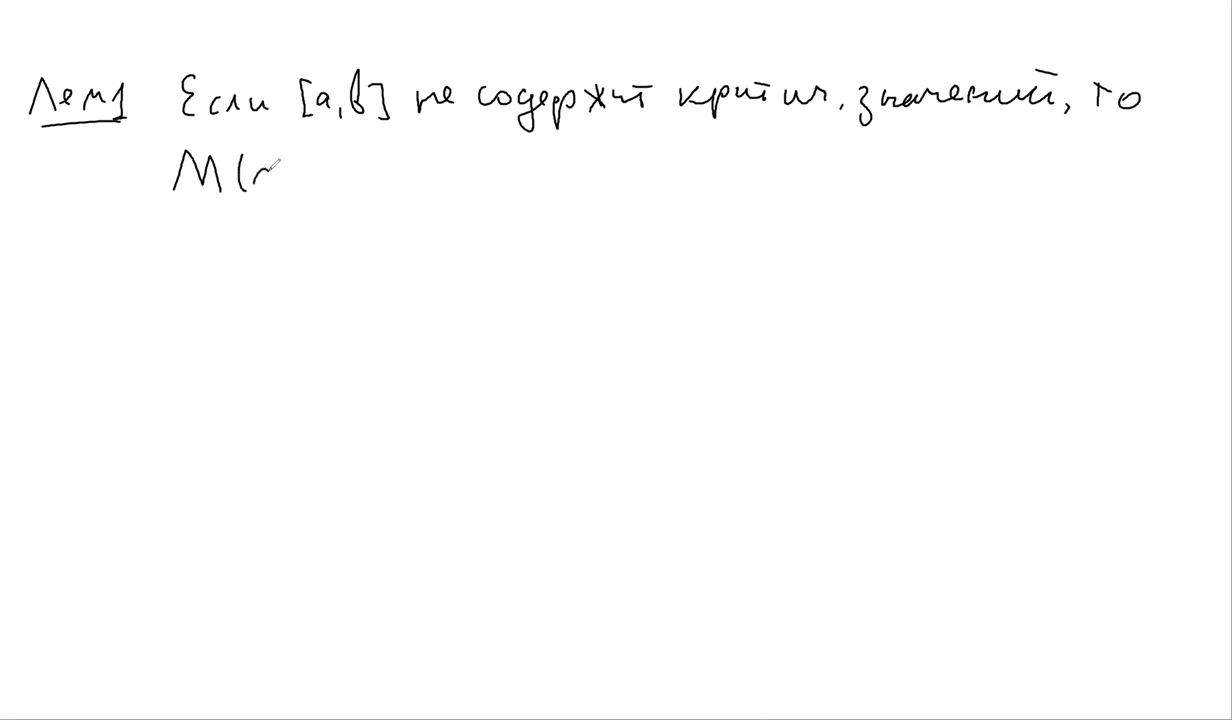 Лем1 Если [a,b] не содержит критич. значений, то
M(